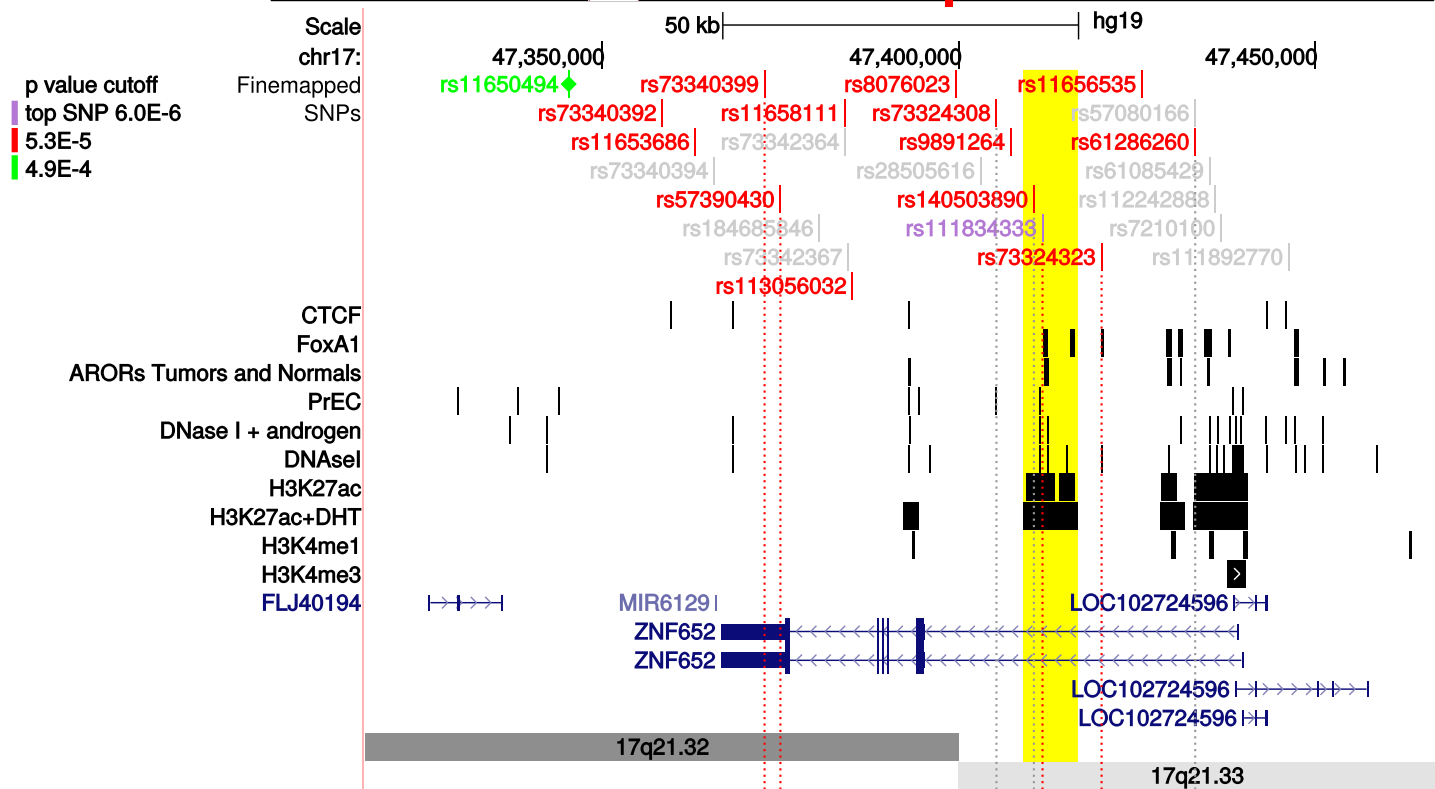 Scale 50 kb hg19
chr17: 47,350,000 47,400,000 47,450,000
p value cutoff Finemapped rs11650494 rs73340399 rs8076023 rs11656535
top SNP 6.0E-6 SNPs rs73340392 rs11658111 rs73324308 rs57080166
5.3E-5 rs11653686 rs73342364 rs9891264 rs61286260
4.9E-4 rs73340394 rs28505616 rs61085429
rs57390430 rs140503890 rs112242888
rs184685846 rs111834333 rs7210100
rs73342367 rs73324323 rs111892770
rs113056032
CTCF
FoxA1
ARORs Tumors and Normals
PrEC
DNase I + androgen
DNAseI
H3K27ac
H3K27ac+DHT
H3K4me1
H3K4me3
FLJ40194 MIR6129 LOC102724596
ZNF652
ZNF652
LOC102724596
LOC102724596
17q21.32
17q21.33